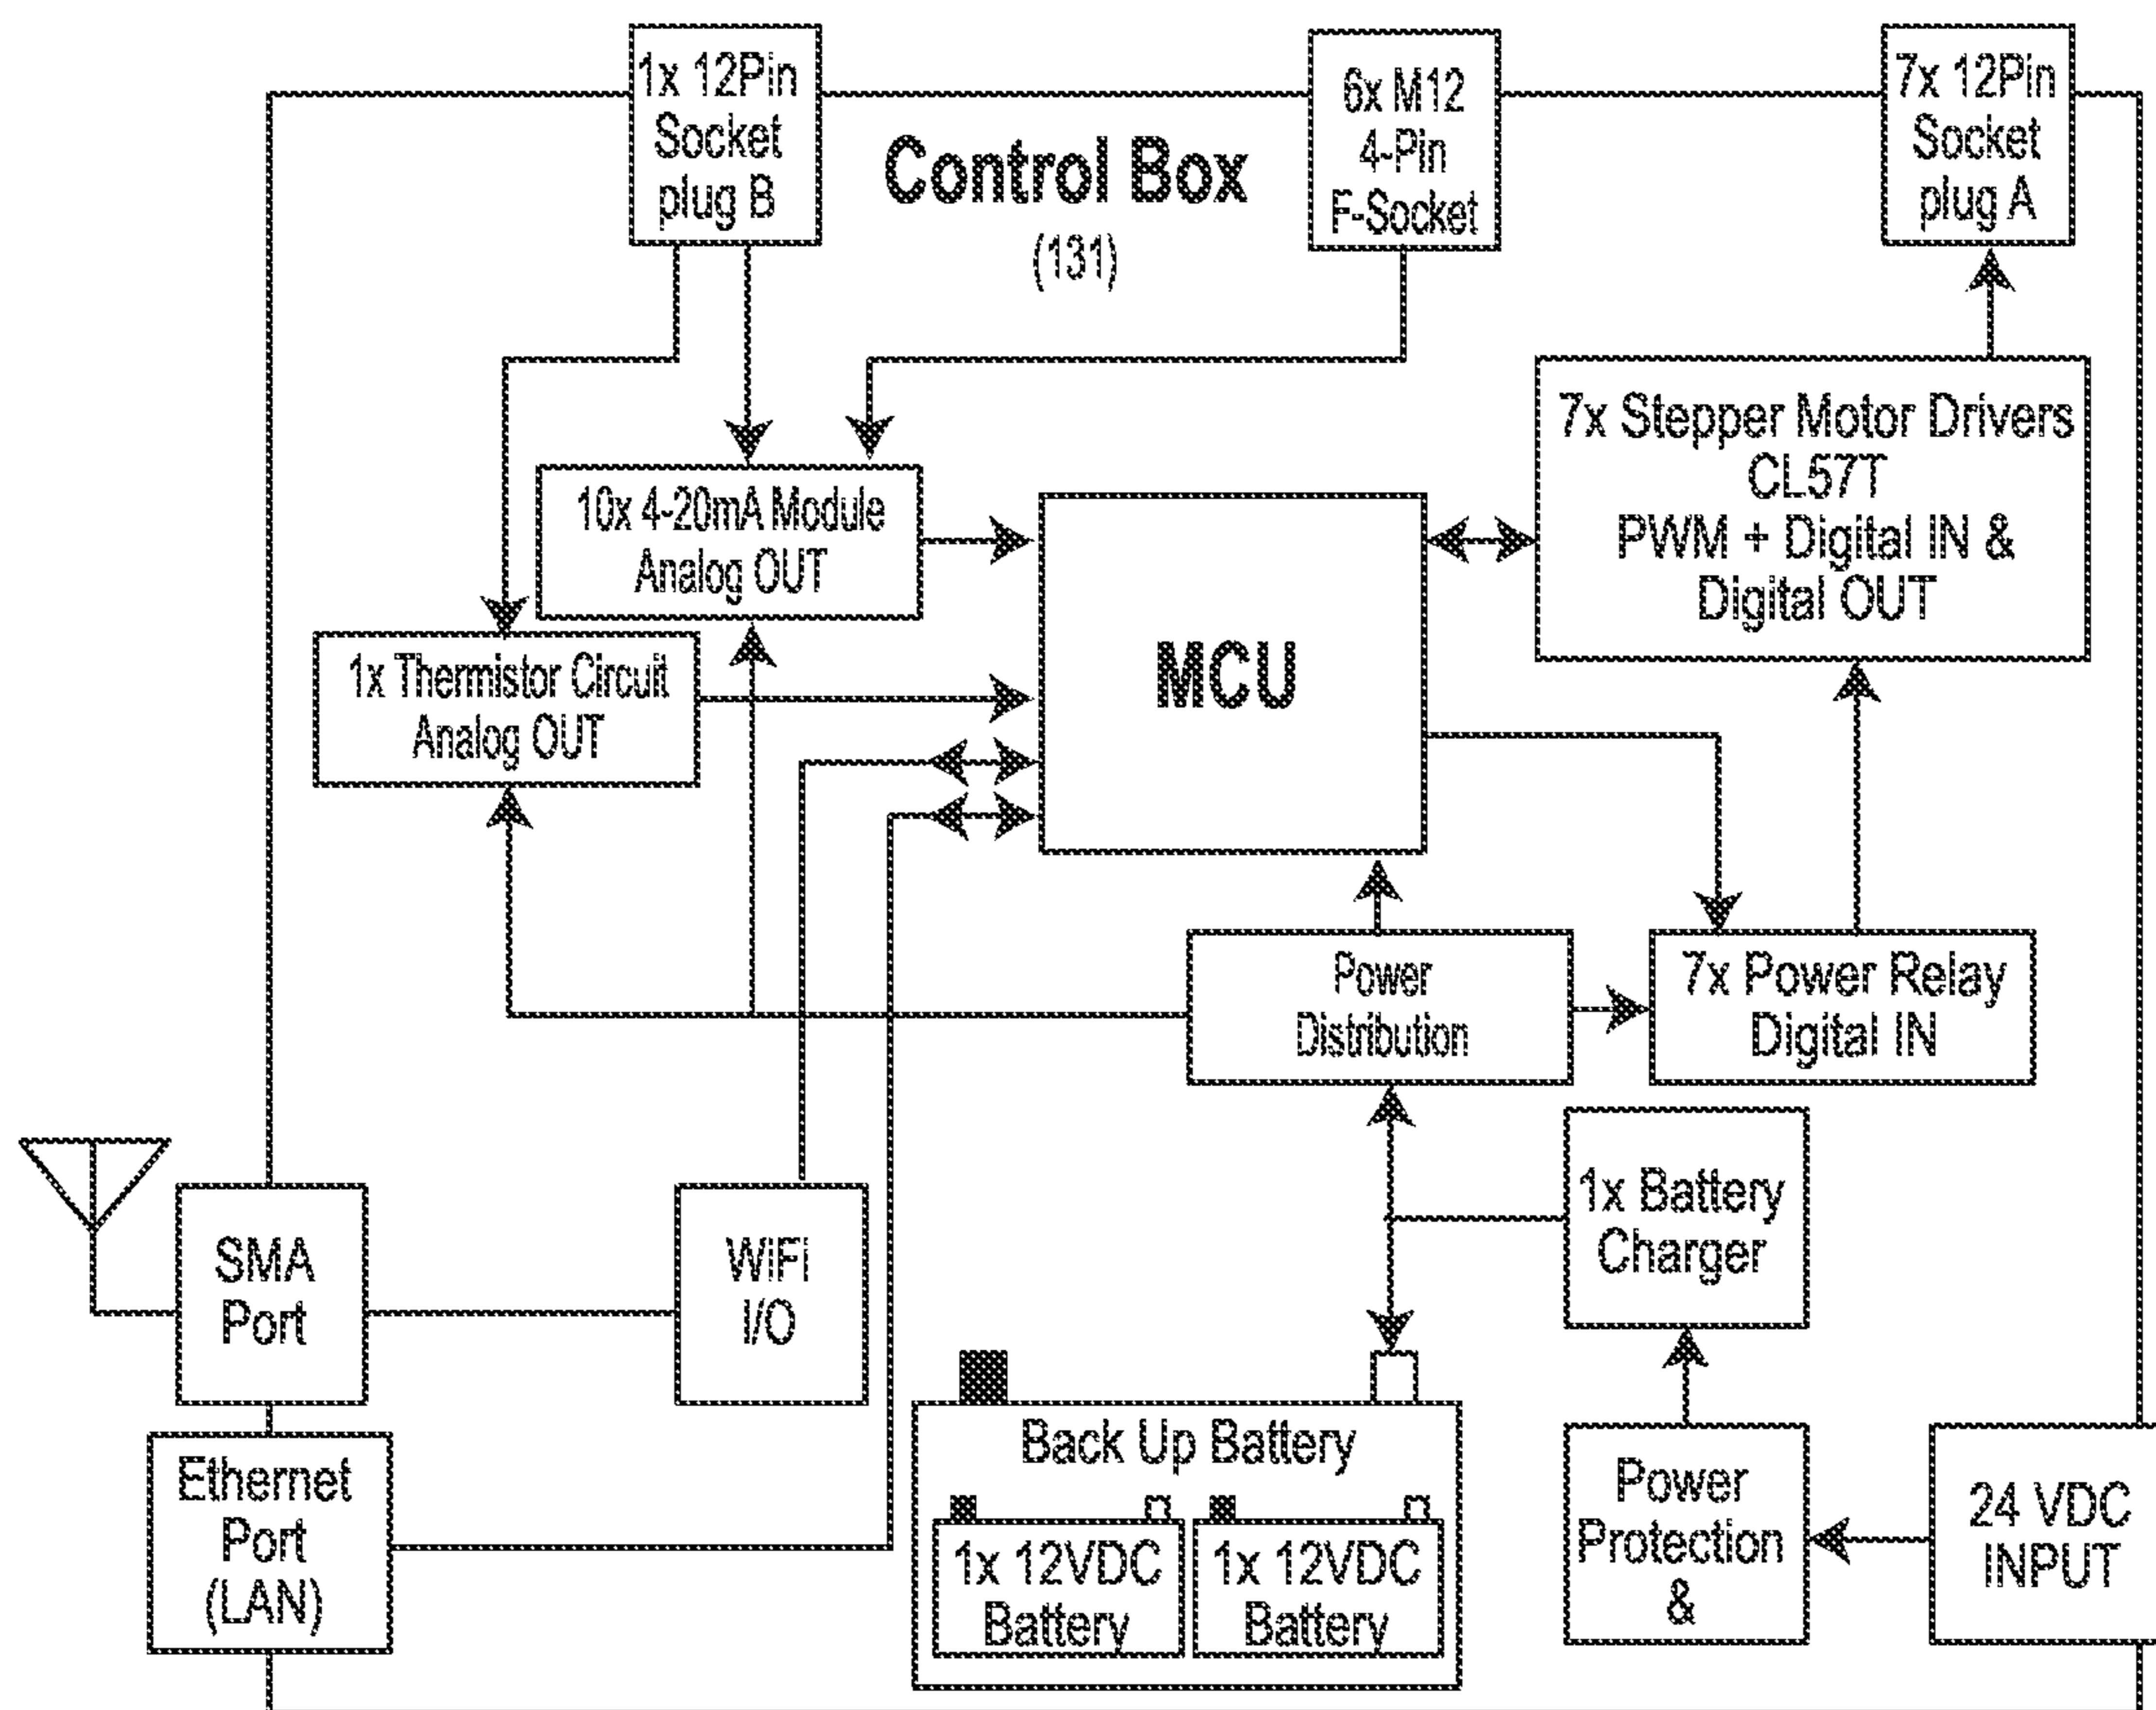 1x 12Pin
Socket
plug B
Control Box
(131)
6x M12
4-Pin
F-Socket
7x 12Pin
Socket
plug A
10x 4-20mA Module
Analog OUT
7x Stepper Motor Drivers
CL57T
PWM + Digital IN &
Digital OUT
1x Thermistor Circuit
Analog OUT
MCU
Power
Distribution
7x Power Relay
Digital IN
SMA
Port
WiFi
I/O
1x Battery
Charger
Ethernet
Port
(LAN)
Back Up Battery
1x 12VDC
Battery
1x 12VDC
Battery
Power
Protection
&
24 VDC
INPUT